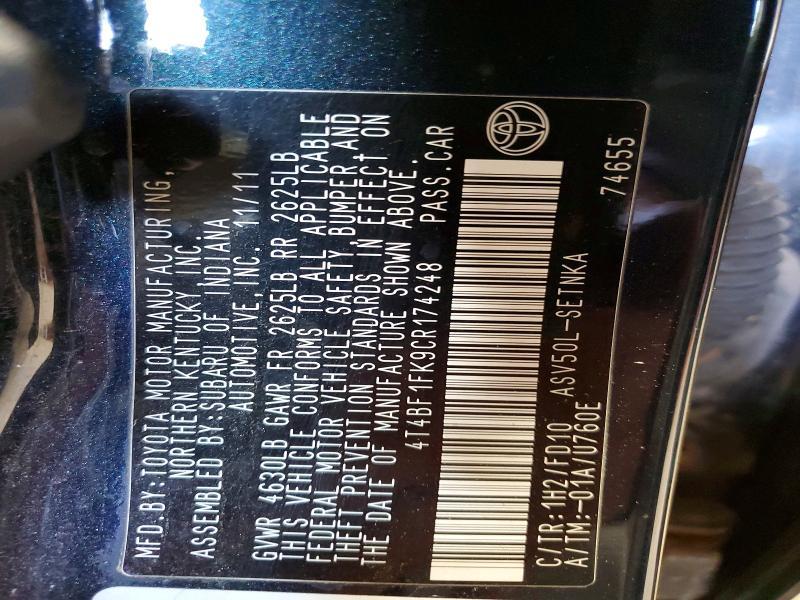 MFD.BY:TOYOTA MOTOR MANUFACTURING,
NORTHERN KENTUCKY INC.
ASSEMBLED BY:SUBARU OF INDIANA
AUTOMOTIVE,INC. 11/11
GVWR 4630LB GAWR FR 2625LB RR 2625LB
THIS VEHICLE CONFORMS TO ALL APPLICABLE
FEDERAL MOTOR VEHICLE SAFETY BUMPER,AND
THEFT PREVENTION STANDARDS IN EFFECT ON
THE DATE OF MANUFACTURE SHOWN ABOVE.
4T4BF1FK9CR174248 PASS.CAR
C/TR:1H2/FD10 ASV50L-SETNKA
A/TM:-01A/U760E
74655